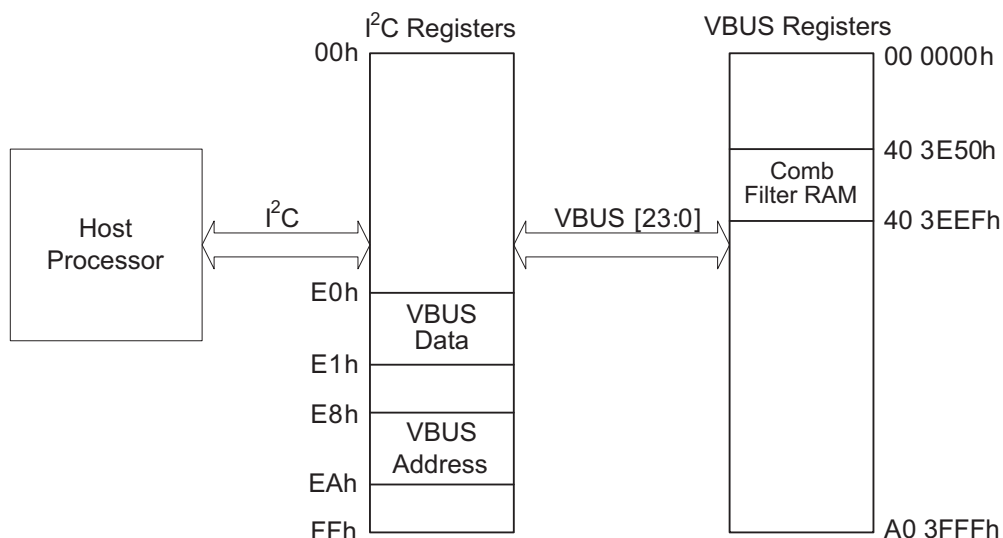 I²C Registers
VBUS Registers
00h
00 0000h
40 3E50h
Comb
Filter RAM
40 3EEFh
Host
Processor
I²C
VBUS [23:0]
E0h
VBUS
Data
E1h
E8h
VBUS
Address
EAh
FFh
A0 3FFFh